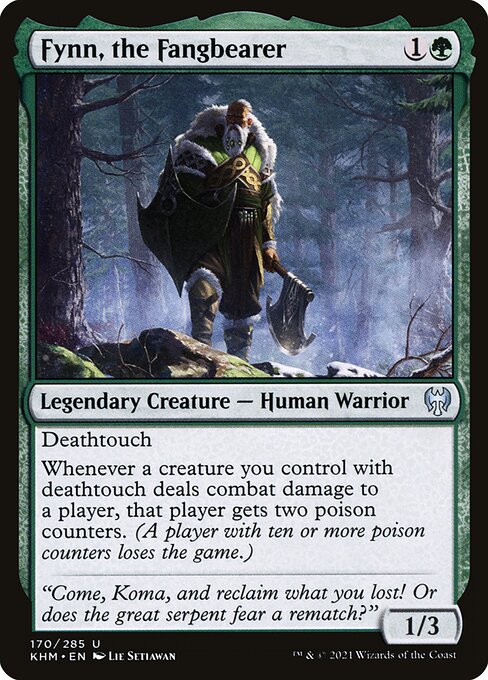 Fynn, the Fangbearer 1
Legendary Creature — Human Warrior
Deathtouch
Whenever a creature you control with
deathtouch deals combat damage to
a player, that player gets two poison
counters. (A player with ten or more poison
counters loses the game.)
“Come, Koma, and reclaim what you lost! Or
does the great serpent fear a rematch?”
1/3
170/285 U
KHM • EN Lie Setiawan
™ & © 2021 Wizards of the Coast